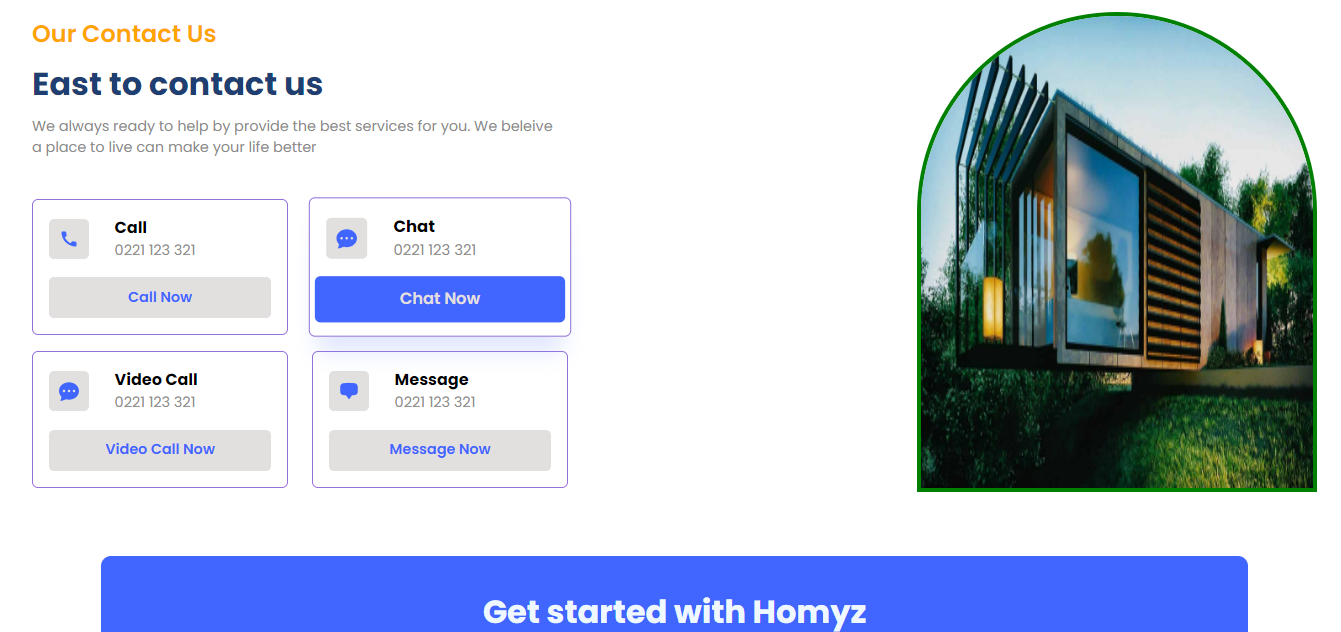 Our Contact Us
East to contact us
We always ready to help by provide the best services for you. We beleive
a place to live can make your life better
Call
0221 123 321
Call Now
Chat
0221 123 321
Chat Now
Video Call
0221 123 321
Video Call Now
Message
0221 123 321
Message Now
Get started with Homyz